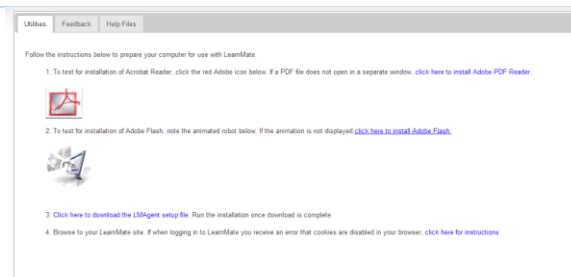 Utilities Feedback Help Files
Follow the instructions below to prepare your computer for use with LearnMate.
1. To test for installation of Acrobat Reader, click the red Adobe icon below. If a PDF file does not open in a separate window, click here to install Adobe PDF Reader.
2. To test for installation of Adobe Flash, note the animated robot below. If the animation is not displayed,click here to install Adobe Flash.
3. Click here to download the LMAgent setup file. Run the installation once download is complete.
4. Browse to your LearnMate site. If when logging in to LearnMate you receive an error that cookies are disabled in your browser, click here for instructions.